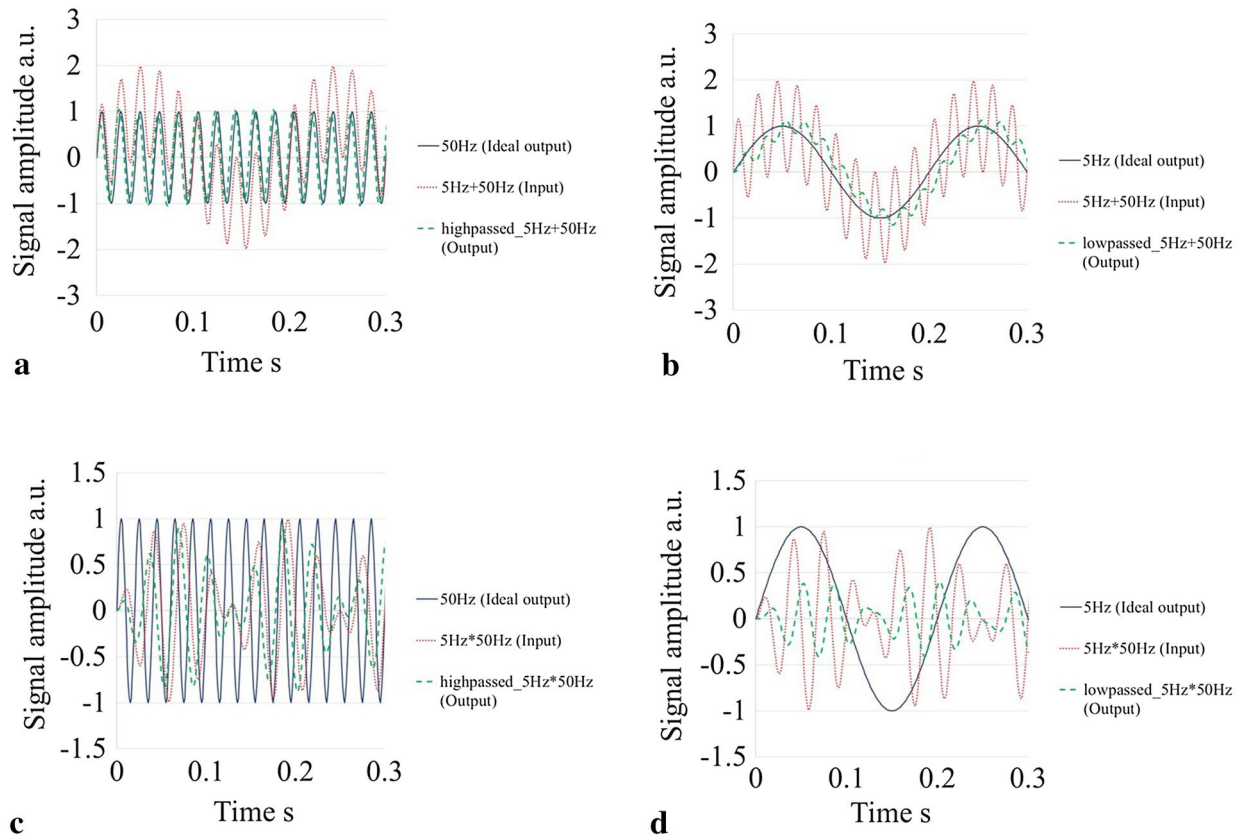 3
2
1
0
-1
-2
-3
Signal amplitude a.u.
0 0.1 0.2 0.3
Time s
50Hz (Ideal output)
5Hz+50Hz (Input)
highpassed_5Hz+50Hz
(Output)
a
3
2
1
0
-1
-2
-3
Signal amplitude a.u.
0 0.1 0.2 0.3
Time s
5Hz (Ideal output)
5Hz+50Hz (Input)
lowpassed_5Hz+50Hz
(Output)
b
1.5
1
0.5
0
-0.5
-1
-1.5
Signal amplitude a.u.
0 0.1 0.2 0.3
Time s
50Hz (Ideal output)
5Hz*50Hz (Input)
highpassed_5Hz*50Hz
(Output)
c
1.5
1
0.5
0
-0.5
-1
-1.5
Signal amplitude a.u.
0 0.1 0.2 0.3
Time s
5Hz (Ideal output)
5Hz*50Hz (Input)
lowpassed_5Hz*50Hz
(Output)
d